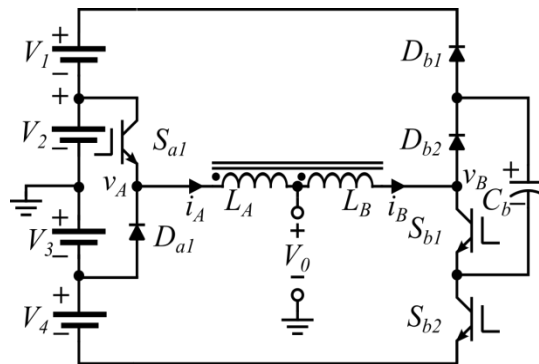 +
V1
−
+
V2
−
Sa1
vA
iA
LA
LB
iB
vB
Db1
Db2
+
Cb
−
Sb1
Sb2
+
V3
−
Da1
+
V0
−
+
V4
−